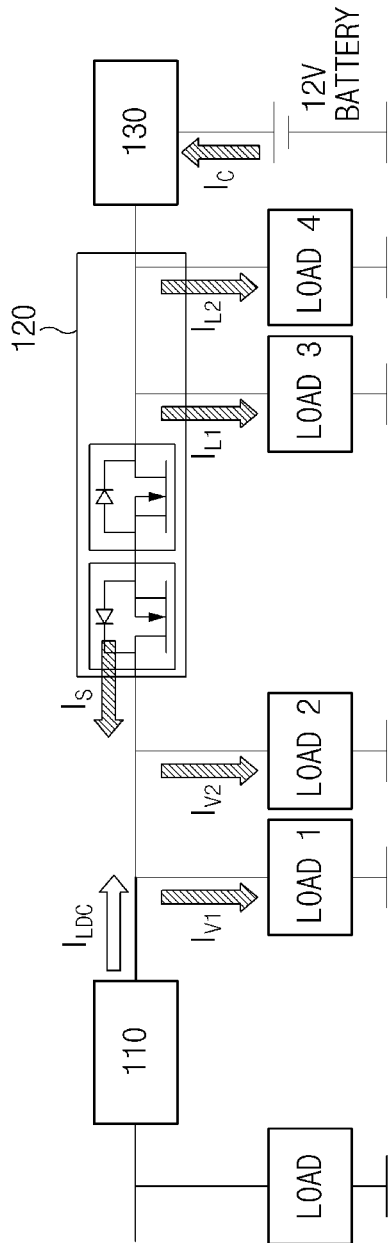 120
110
130
I_LDC
I_S
I_V1
I_V2
I_L1
I_L2
I_C
LOAD
LOAD 1
LOAD 2
LOAD 3
LOAD 4
12V
BATTERY